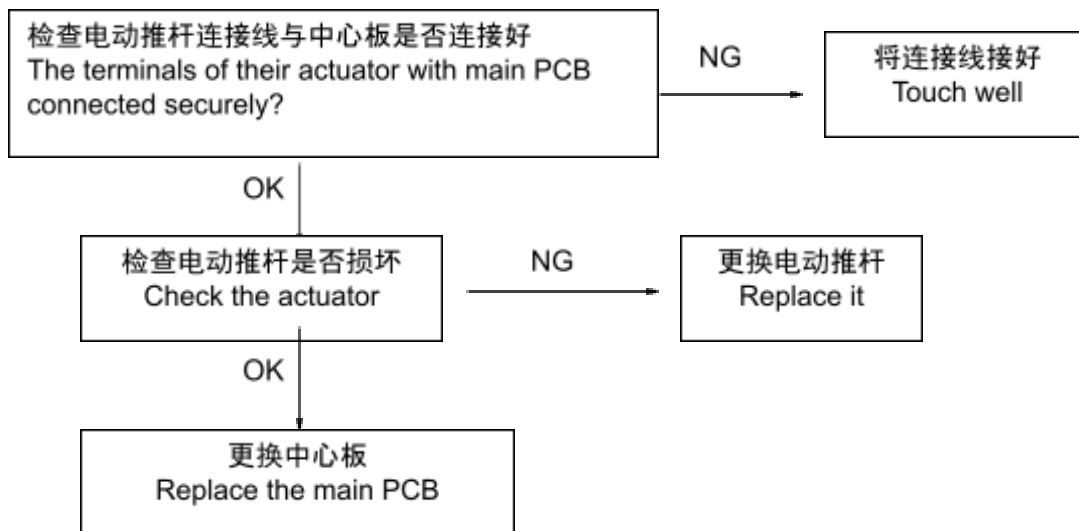 检查电动推杆连接线与中心板是否连接好
The terminals of their actuator with main PCB
connected securely?
NG
将连接线接好
Touch well
OK
检查电动推杆是否损坏
Check the actuator
NG
更换电动推杆
Replace it
OK
更换中心板
Replace the main PCB